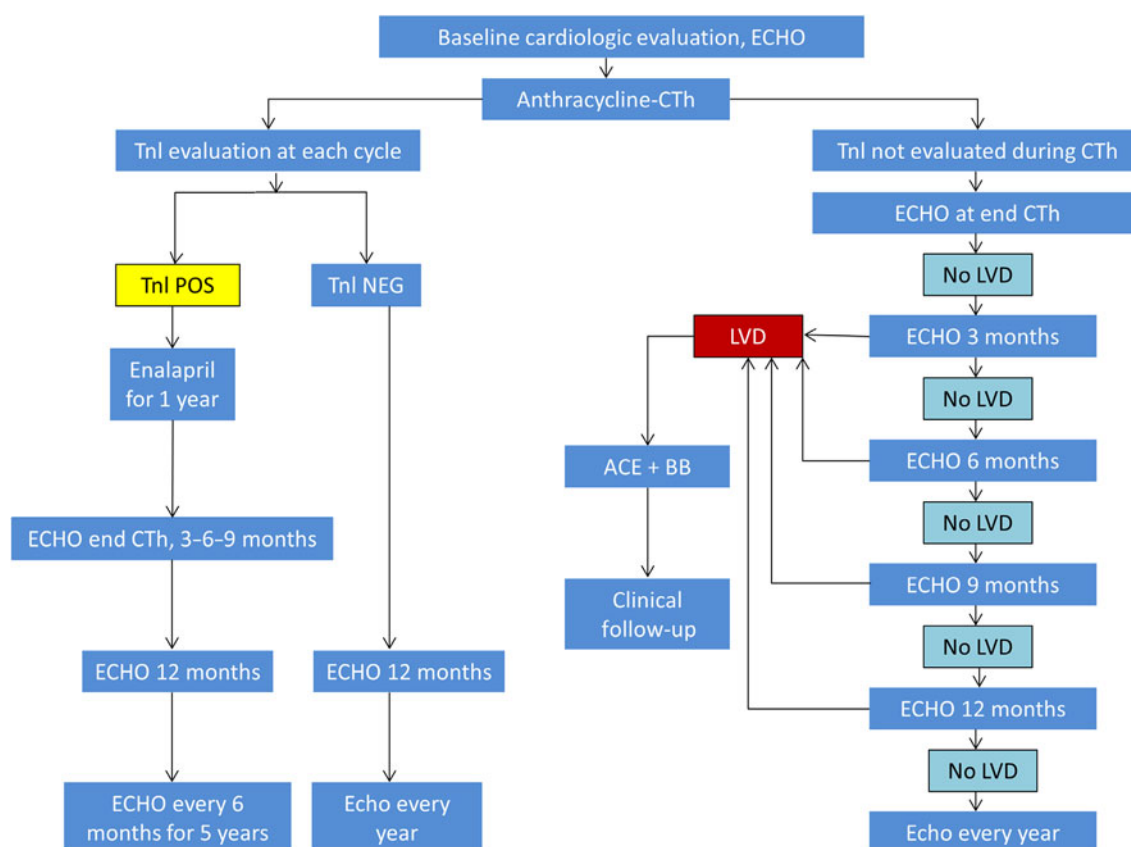 Baseline cardiologic evaluation, ECHO
Anthracycline-CTh
TnI evaluation at each cycle
TnI not evaluated during CTh
ECHO at end CTh
TnI POS
TnI NEG
No LVD
LVD
ECHO 3 months
Enalapril
for 1 year
No LVD
ACE + BB
ECHO 6 months
ECHO end CTh, 3-6-9 months
No LVD
Clinical
follow-up
ECHO 9 months
No LVD
ECHO 12 months
ECHO 12 months
ECHO 12 months
No LVD
ECHO every 6
months for 5 years
Echo every
year
Echo every year